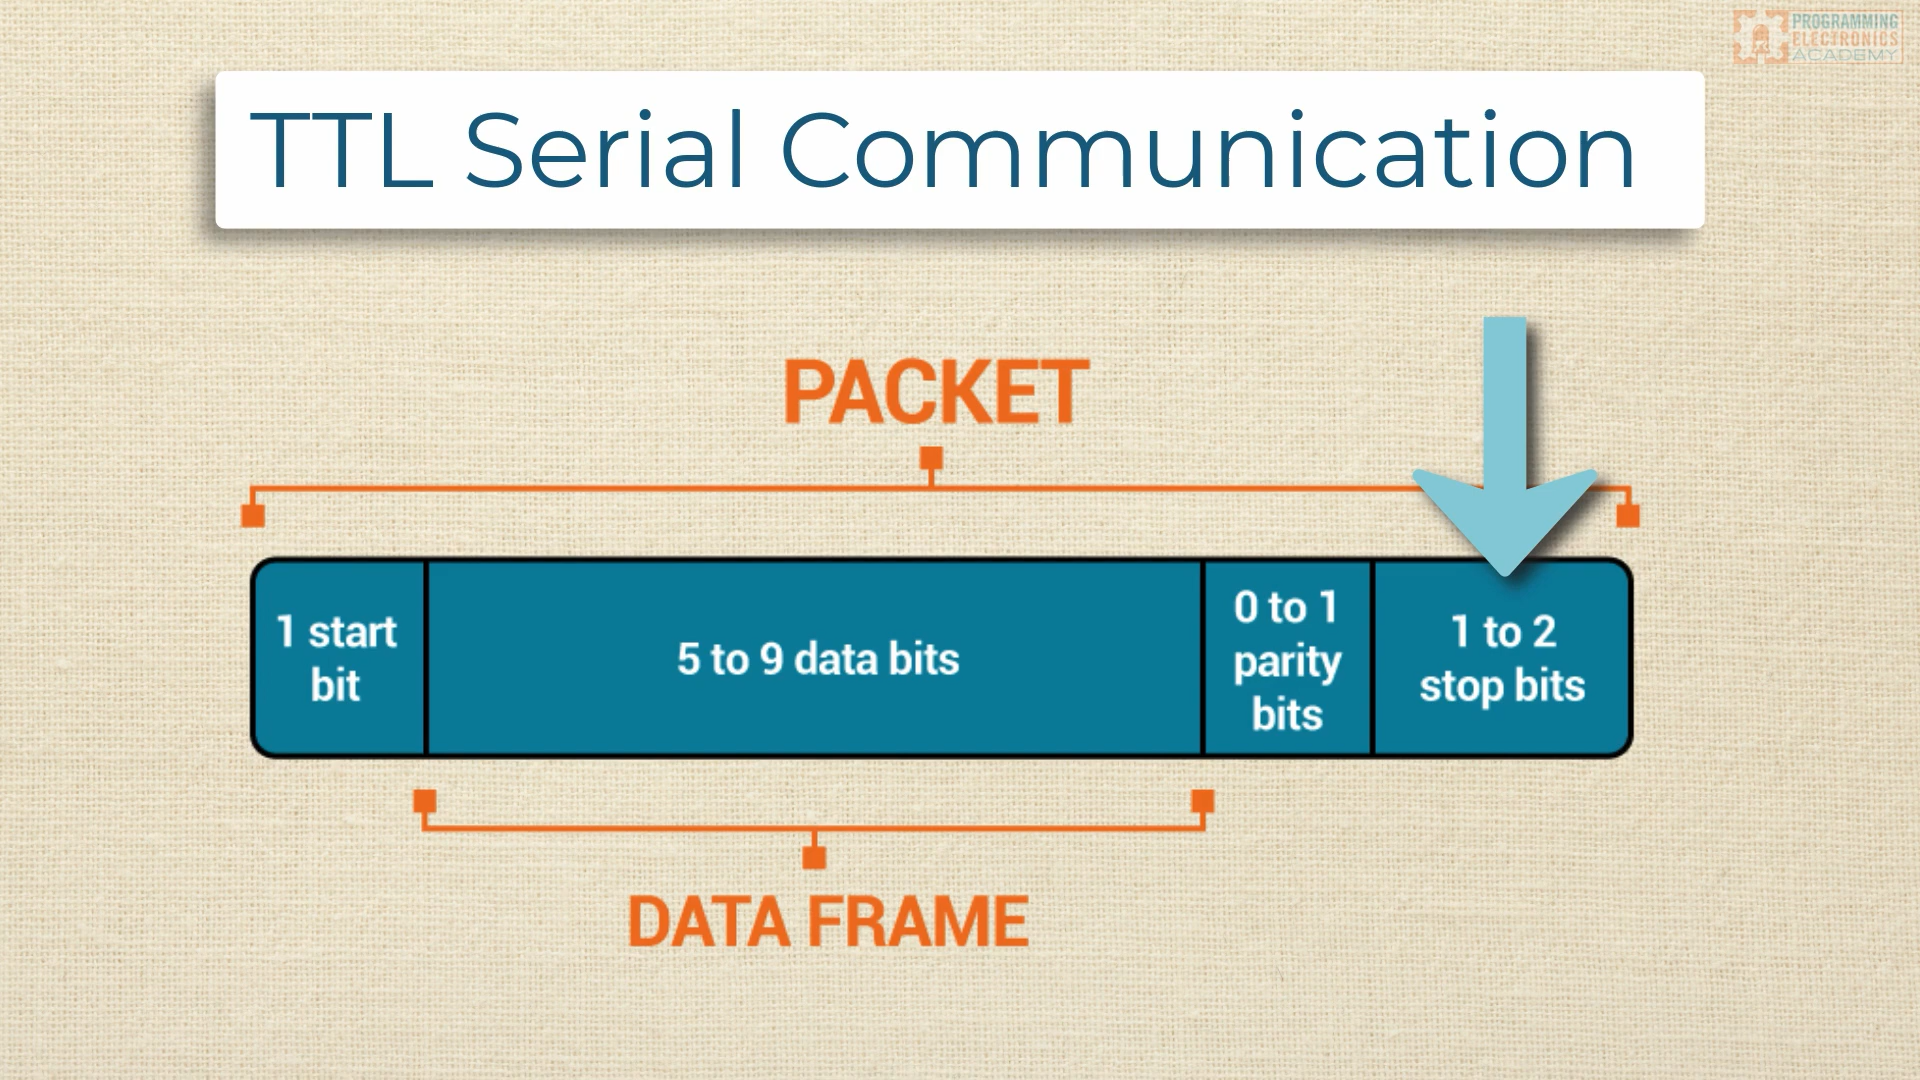 PROGRAMMING
ELECTRONICS
ACADEMY
TTL Serial Communication
PACKET
1 start
bit
5 to 9 data bits
0 to 1
parity
bits
1 to 2
stop bits
DATA FRAME